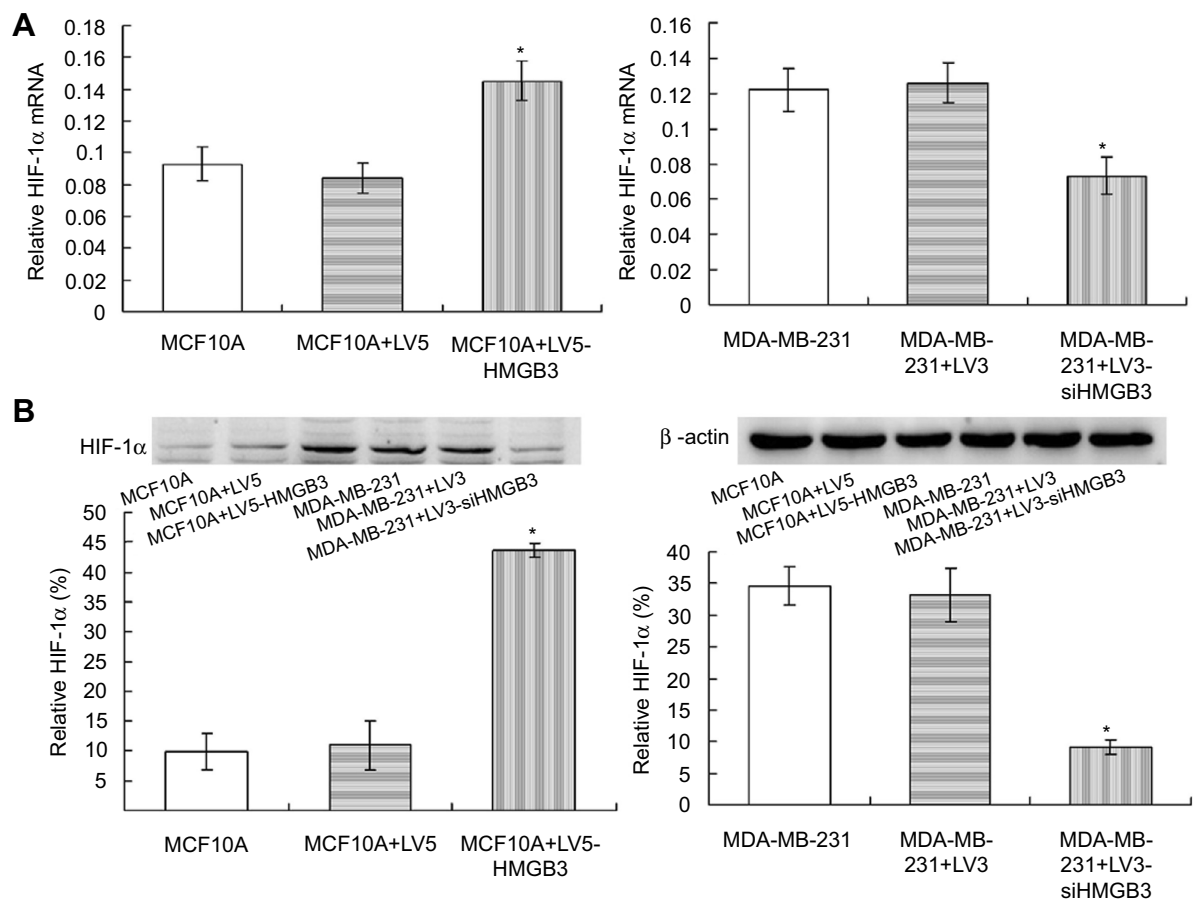 A
Relative HIF-1α mRNA
0.18
0.16
0.14
0.12
0.1
0.08
0.06
0.04
0.02
0
*
MCF10A
MCF10A+LV5
MCF10A+LV5-
HMGB3
Relative HIF-1α mRNA
0.16
0.14
0.12
0.10
0.08
0.06
0.04
0.02
0
*
MDA-MB-231
MDA-MB-
231+LV3
MDA-MB-
231+LV3-
siHMGB3
B
HIF-1α
MCF10A
MCF10A+LV5
MCF10A+LV5-HMGB3
MDA-MB-231
MDA-MB-231+LV3
MDA-MB-231+LV3-siHMGB3
β -actin
MCF10A
MCF10A+LV5
MCF10A+LV5-HMGB3
MDA-MB-231
MDA-MB-231+LV3
MDA-MB-231+LV3-siHMGB3
Relative HIF-1α (%)
50
45
40
35
30
25
20
15
10
5
*
MCF10A
MCF10A+LV5
MCF10A+LV5-
HMGB3
Relative HIF-1α (%)
40
35
30
25
20
15
10
5
0
*
MDA-MB-231
MDA-MB-
231+LV3
MDA-MB-
231+LV3-
siHMGB3